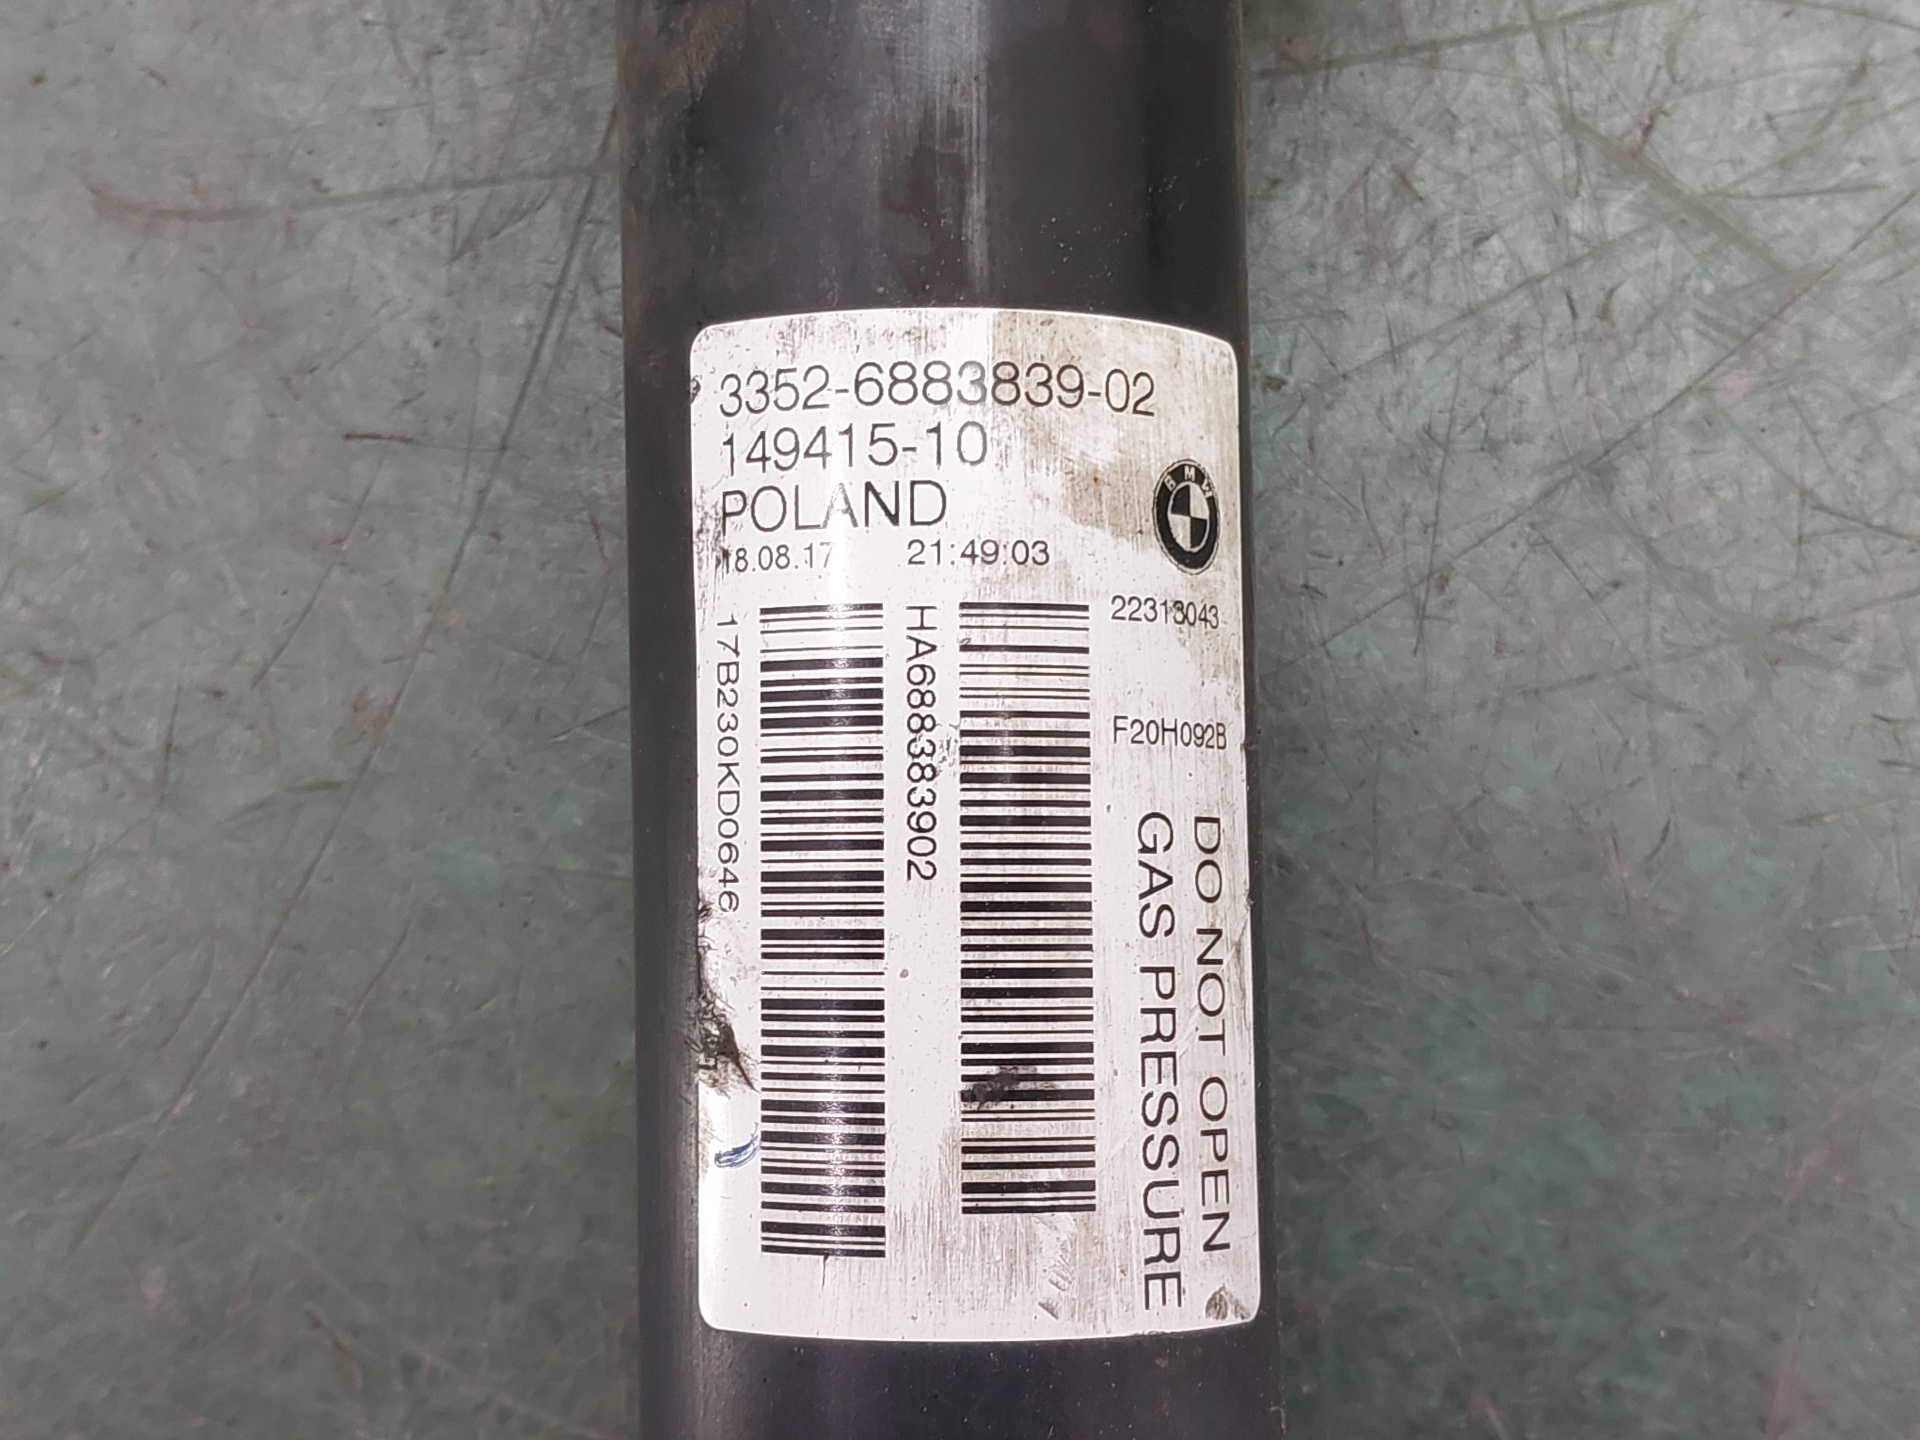 3352-6883839-02
149415-10
POLAND
18.08.17 21:49:03
BMW
22313043
F20H092B
17B230KD0646
HA688383902
DO NOT OPEN
GAS PRESSURE